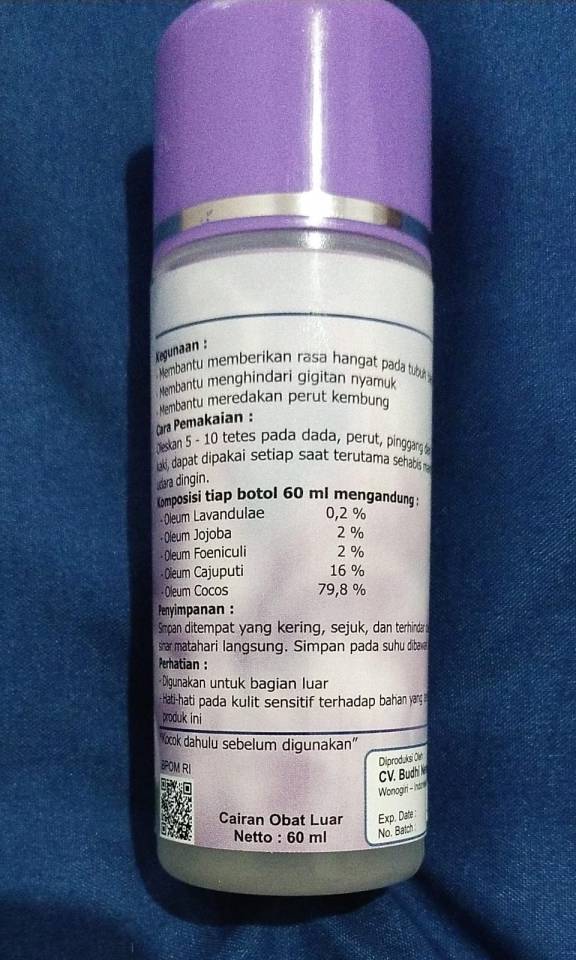 Kegunaan :
- Membantu memberikan rasa hangat pada tubuh
- Membantu menghindari gigitan nyamuk
- Membantu meredakan perut kembung
Cara Pemakaian :
Oleskan 5 - 10 tetes pada dada, perut, pinggang
kaki, dapat dipakai setiap saat terutama sehabis
udara dingin.
Komposisi tiap botol 60 ml mengandung :
- Oleum Lavandulae 0,2 %
- Oleum Jojoba 2 %
- Oleum Foeniculi 2 %
- Oleum Cajuputi 16 %
- Oleum Cocos 79,8 %
Penyimpanan :
Simpan ditempat yang kering, sejuk, dan terhindar
sinar matahari langsung. Simpan pada suhu
Perhatian :
- Digunakan untuk bagian luar
- Hati-hati pada kulit sensitif terhadap bahan yang
produk ini
"Kocok dahulu sebelum digunakan"
BPOM RI
Cairan Obat Luar
Netto : 60 ml
Diproduksi Oleh
CV. Budhi
Wonogiri -
Exp. Date :
No. Batch :